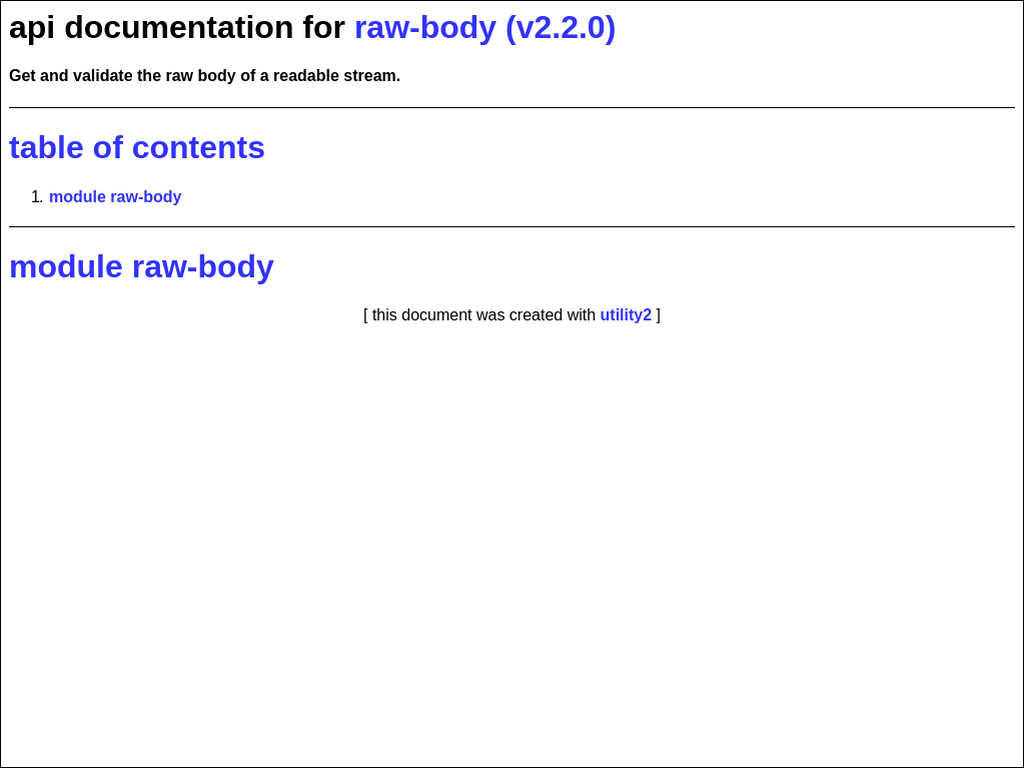 api documentation for raw-body (v2.2.0)
Get and validate the raw body of a readable stream.
table of contents
1. module raw-body
module raw-body
[ this document was created with utility2 ]